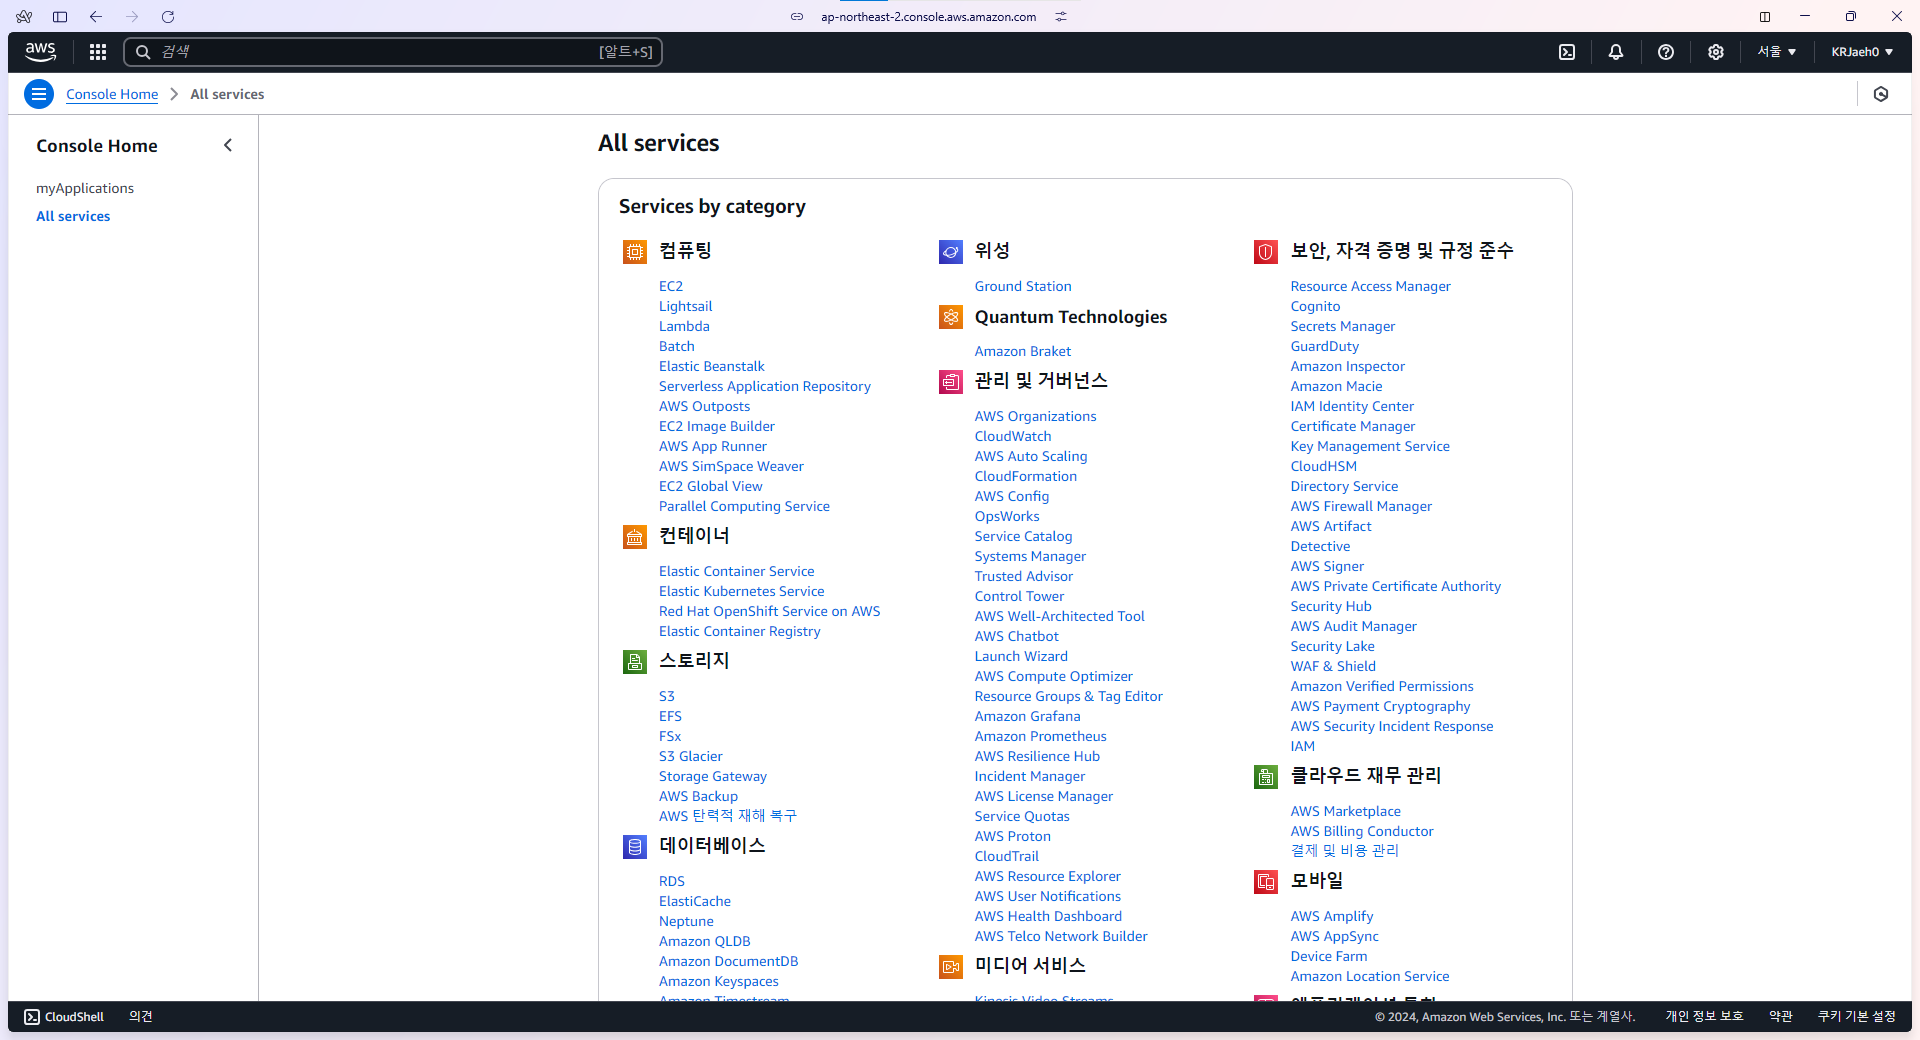 ap-northeast-2.console.aws.amazon.com
aws
검색
[알트+S]
서울
KRJaeh0
Console Home
All services
Console Home
myApplications
All services
All services
Services by category
컴퓨팅
EC2
Lightsail
Lambda
Batch
Elastic Beanstalk
Serverless Application Repository
AWS Outposts
EC2 Image Builder
AWS App Runner
AWS SimSpace Weaver
EC2 Global View
Parallel Computing Service
컨테이너
Elastic Container Service
Elastic Kubernetes Service
Red Hat OpenShift Service on AWS
Elastic Container Registry
스토리지
S3
EFS
FSx
S3 Glacier
Storage Gateway
AWS Backup
AWS 탄력적 재해 복구
데이터베이스
RDS
ElastiCache
Neptune
Amazon QLDB
Amazon DocumentDB
Amazon Keyspaces
Amazon Timestream
위성
Ground Station
Quantum Technologies
Amazon Braket
관리 및 거버넌스
AWS Organizations
CloudWatch
AWS Auto Scaling
CloudFormation
AWS Config
OpsWorks
Service Catalog
Systems Manager
Trusted Advisor
Control Tower
AWS Well-Architected Tool
AWS Chatbot
Launch Wizard
AWS Compute Optimizer
Resource Groups & Tag Editor
Amazon Grafana
Amazon Prometheus
AWS Resilience Hub
Incident Manager
AWS License Manager
Service Quotas
AWS Proton
CloudTrail
AWS Resource Explorer
AWS User Notifications
AWS Health Dashboard
AWS Telco Network Builder
미디어 서비스
Kinesis Video Streams
보안, 자격 증명 및 규정 준수
Resource Access Manager
Cognito
Secrets Manager
GuardDuty
Amazon Inspector
Amazon Macie
IAM Identity Center
Certificate Manager
Key Management Service
CloudHSM
Directory Service
AWS Firewall Manager
AWS Artifact
Detective
AWS Signer
AWS Private Certificate Authority
Security Hub
AWS Audit Manager
Security Lake
WAF & Shield
Amazon Verified Permissions
AWS Payment Cryptography
AWS Security Incident Response
IAM
클라우드 재무 관리
AWS Marketplace
AWS Billing Conductor
결제 및 비용 관리
모바일
AWS Amplify
AWS AppSync
Device Farm
Amazon Location Service
애플리케이션 통합
CloudShell
의견
© 2024, Amazon Web Services, Inc. 또는 계열사.
개인 정보 보호
약관
쿠키 기본 설정